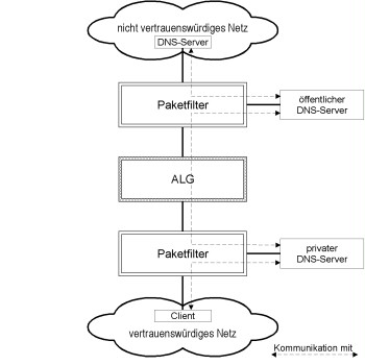 nicht vertrauenswürdiges Netz
DNS-Server
Paketfilter
öffentlicher
DNS-Server
ALG
Paketfilter
privater
DNS-Server
Client
vertrauenswürdiges Netz
Kommunikation mit